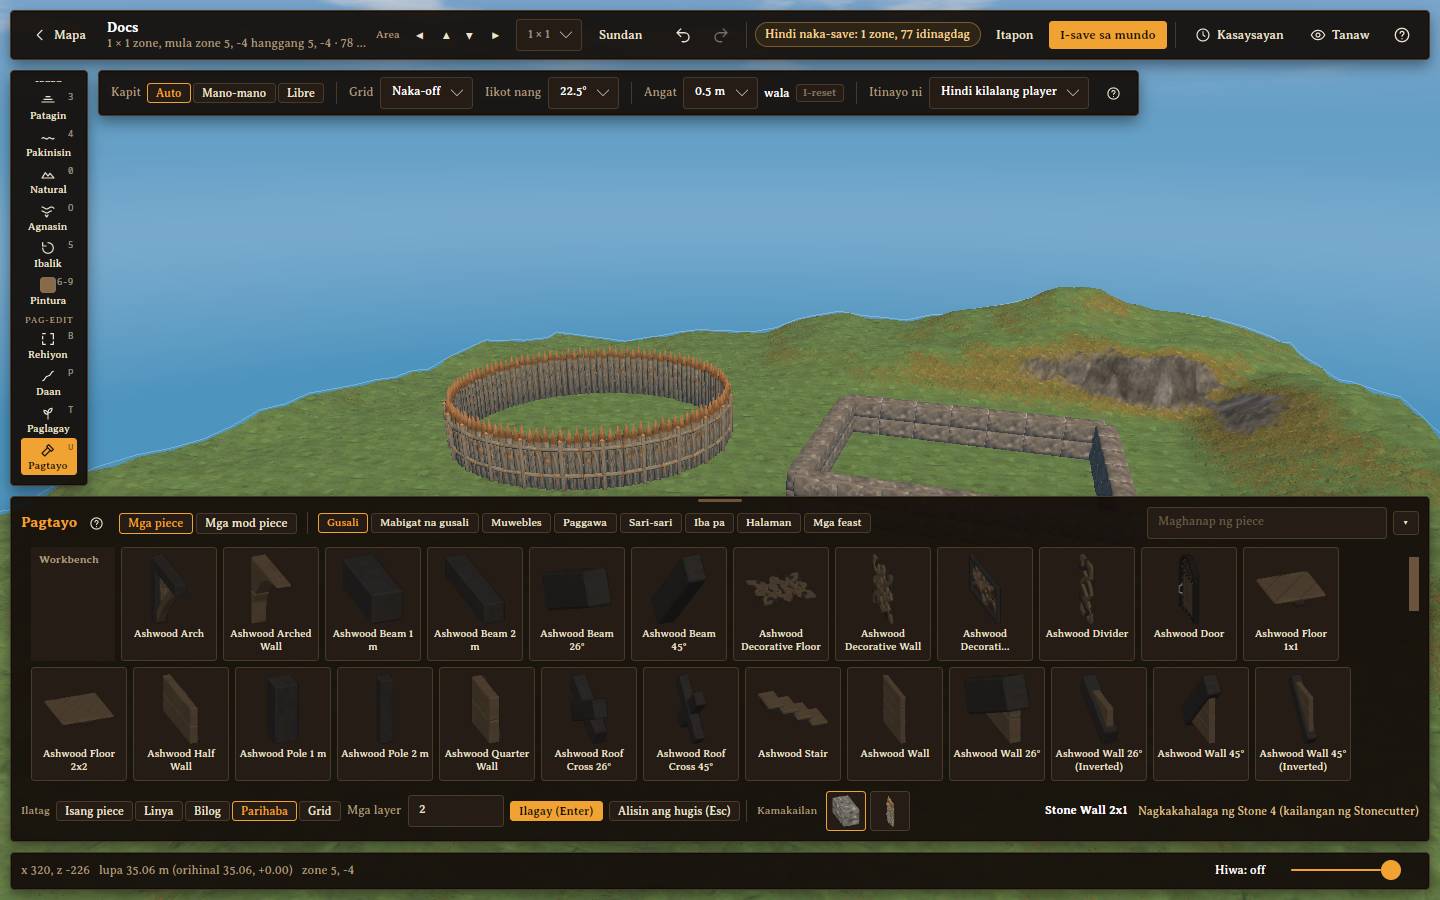 Mapa
Docs
1 × 1 zone, mula zone 5, -4 hanggang 5, -4 · 78 ...
Area
1 × 1
Sundan
Hindi naka-save: 1 zone, 77 idinagdag
Itapon
I-save sa mundo
Kasaysayan
Tanaw
Kapit
Auto
Mano-mano
Libre
Grid
Naka-off
Iikot nang
22.5°
Angat
0.5 m
wala
I-reset
Itinayo ni
Hindi kilalang player
3
Patagin
4
Pakinisin
0
Natural
O
Agnasin
5
Ibalik
6-9
Pintura
PAG-EDIT
B
Rehiyon
P
Daan
T
Paglagay
U
Pagtayo
Pagtayo
Mga piece
Mga mod piece
Gusali
Mabigat na gusali
Muwebles
Paggawa
Sari-sari
Iba pa
Halaman
Mga feast
Maghanap ng piece
Workbench
Ashwood Arch
Ashwood Arched Wall
Ashwood Beam 1 m
Ashwood Beam 2 m
Ashwood Beam 26°
Ashwood Beam 45°
Ashwood Decorative Floor
Ashwood Decorative Wall
Ashwood Decorati...
Ashwood Divider
Ashwood Door
Ashwood Floor 1x1
Ashwood Floor 2x2
Ashwood Half Wall
Ashwood Pole 1 m
Ashwood Pole 2 m
Ashwood Quarter Wall
Ashwood Roof Cross 26°
Ashwood Roof Cross 45°
Ashwood Stair
Ashwood Wall
Ashwood Wall 26°
Ashwood Wall 26° (Inverted)
Ashwood Wall 45°
Ashwood Wall 45° (Inverted)
Ilatag
Isang piece
Linya
Bilog
Parihaba
Grid
Mga layer
2
Ilagay (Enter)
Alisin ang hugis (Esc)
Kamakailan
Stone Wall 2x1
Nagkakahalaga ng Stone 4 (kailangan ng Stonecutter)
x 320, z -226
lupa 35.06 m (orihinal 35.06, +0.00)
zone 5, -4
Hiwa: off